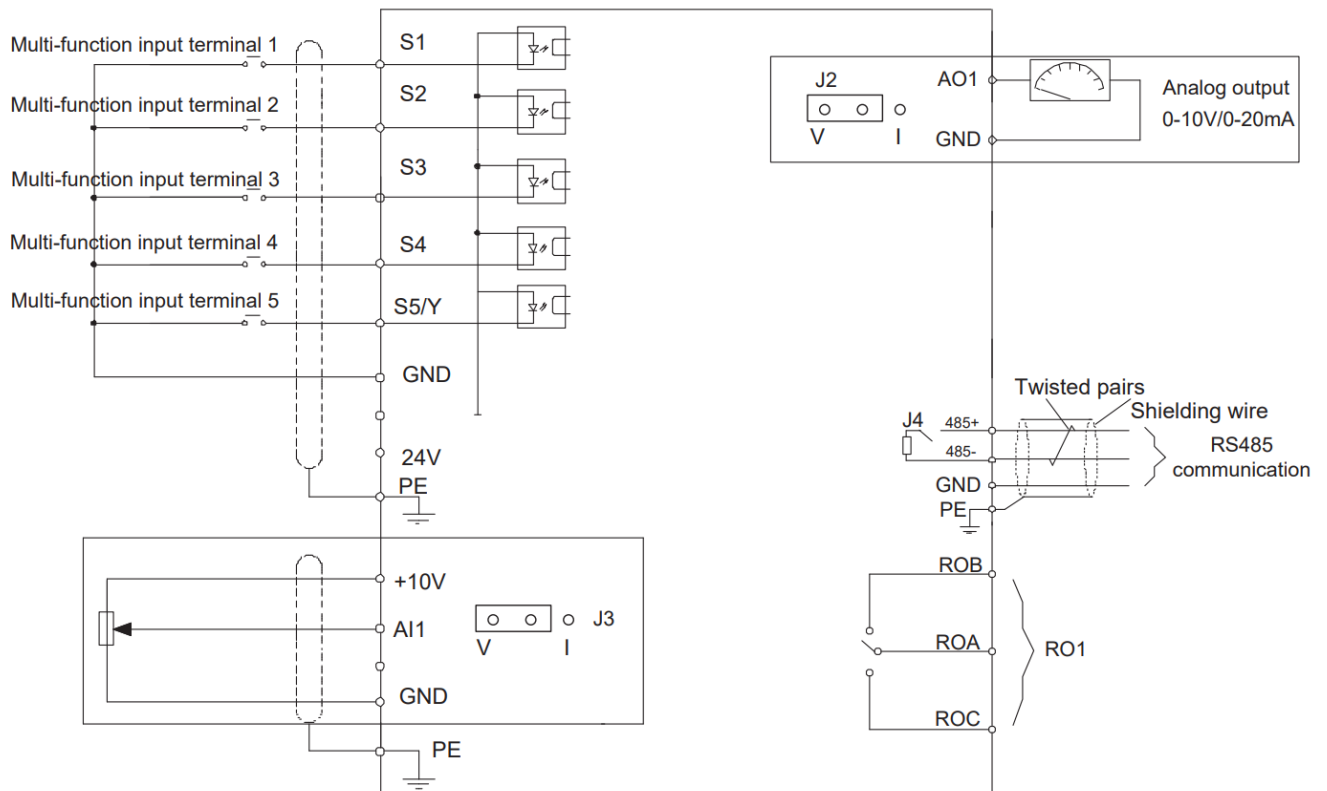 Multi-function input terminal 1
S1
Multi-function input terminal 2
S2
Multi-function input terminal 3
S3
Multi-function input terminal 4
S4
Multi-function input terminal 5
S5/Y
GND
24V
PE
+10V
AI1
GND
J3
V
I
PE
J2
V
I
AO1
GND
Analog output
0-10V/0-20mA
Twisted pairs
Shielding wire
J4
485+
485-
GND
PE
RS485
communication
ROB
ROA
ROC
RO1